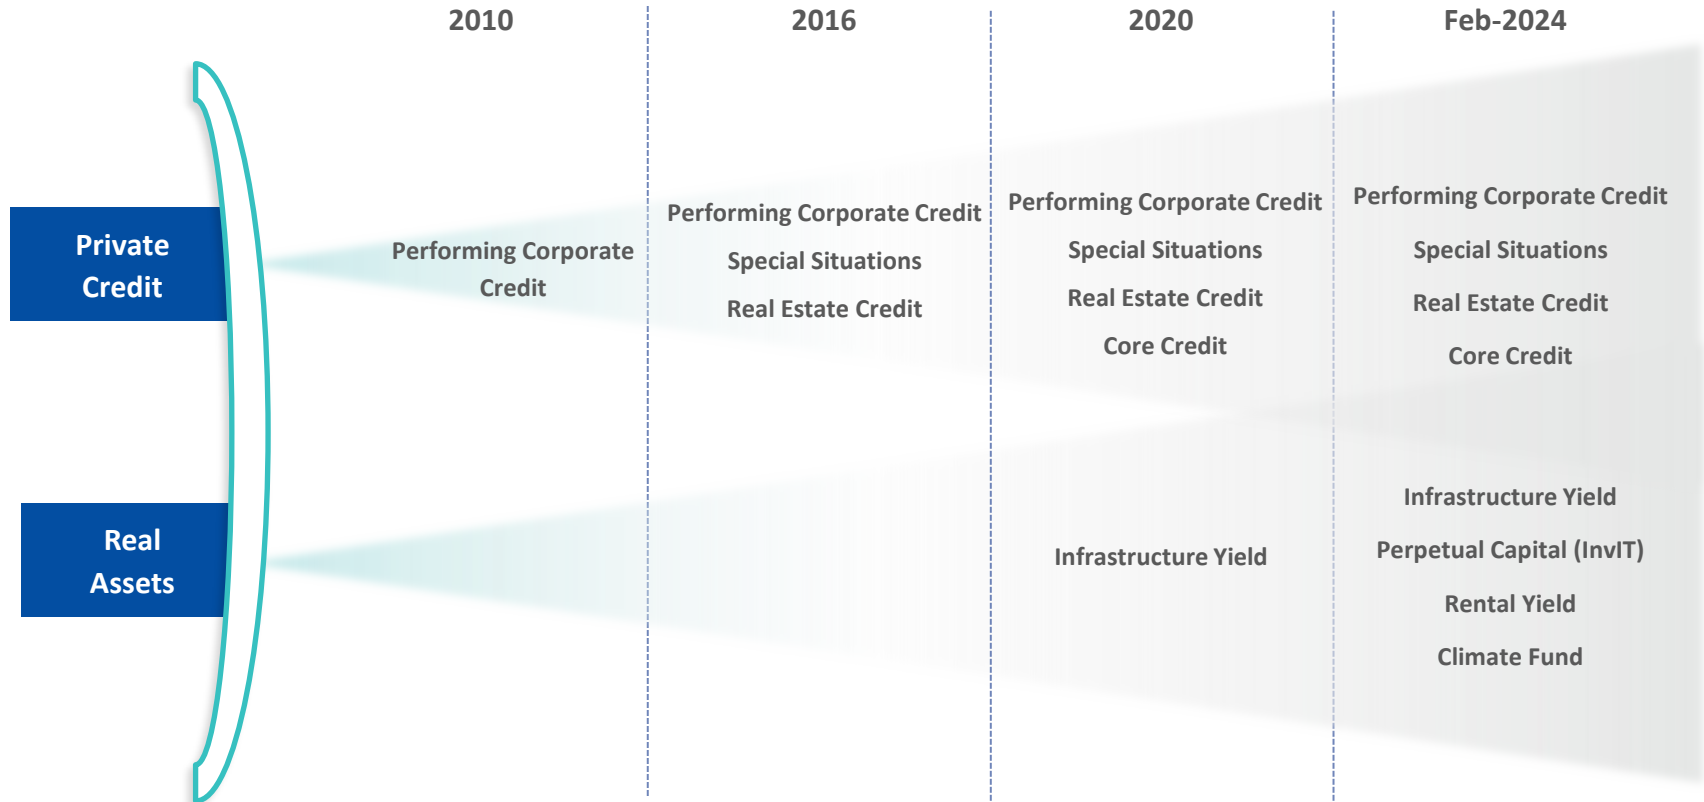 2010
2016
2020
Feb-2024
Private
Credit
Performing Corporate
Credit
Performing Corporate Credit
Special Situations
Real Estate Credit
Performing Corporate Credit
Special Situations
Real Estate Credit
Core Credit
Performing Corporate Credit
Special Situations
Real Estate Credit
Core Credit
Real
Assets
Infrastructure Yield
Infrastructure Yield
Perpetual Capital (InvIT)
Rental Yield
Climate Fund